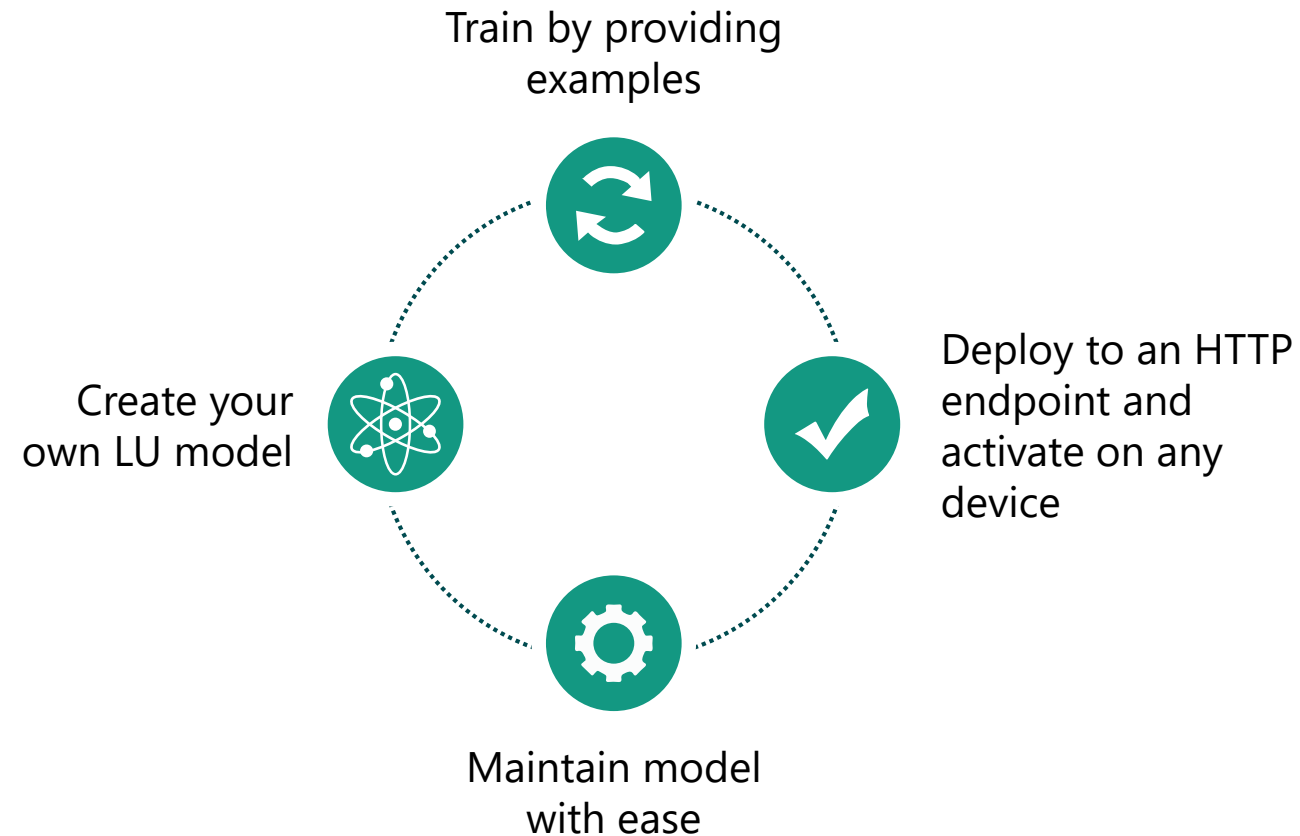 Train by providing
examples
Create your
own LU model
Deploy to an HTTP
endpoint and
activate on any
device
Maintain model
with ease